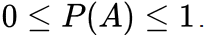 0 ≤ P(A) ≤ 1.